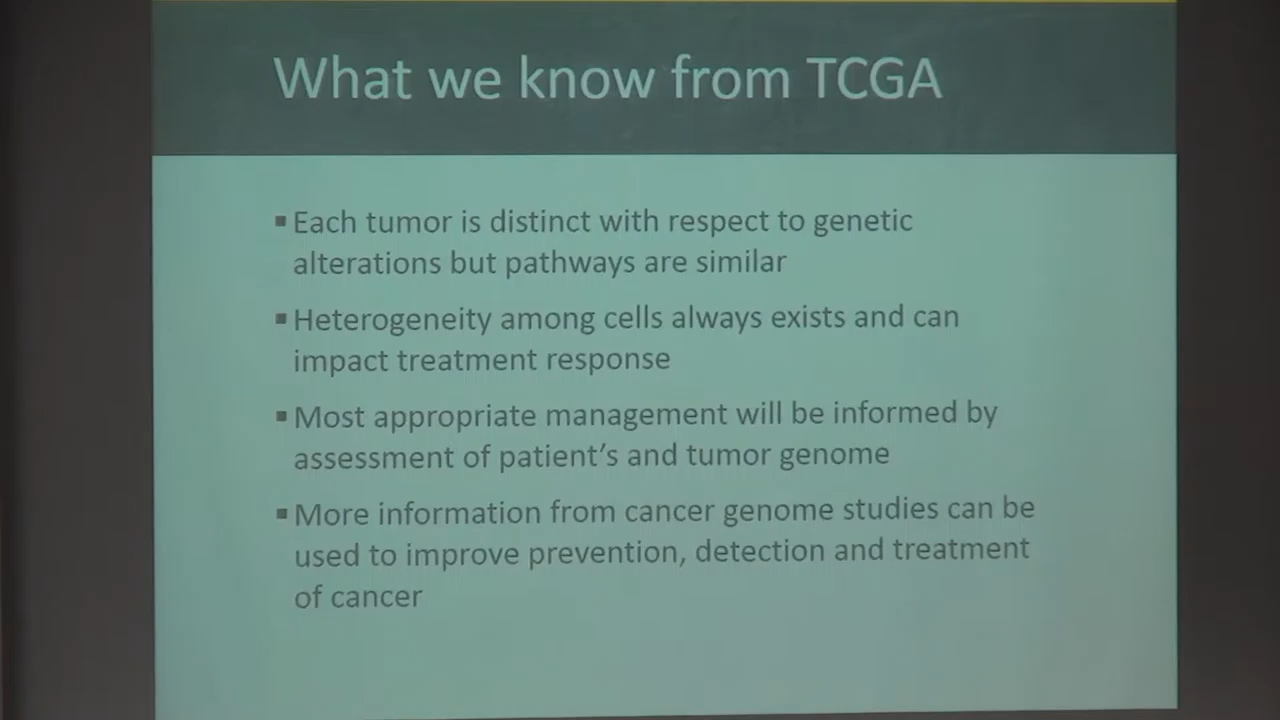 What we know from TCGA
▪ Each tumor is distinct with respect to genetic
alterations but pathways are similar
▪ Heterogeneity among cells always exists and can
impact treatment response
▪ Most appropriate management will be informed by
assessment of patient's and tumor genome
▪ More information from cancer genome studies can be
used to improve prevention, detection and treatment
of cancer